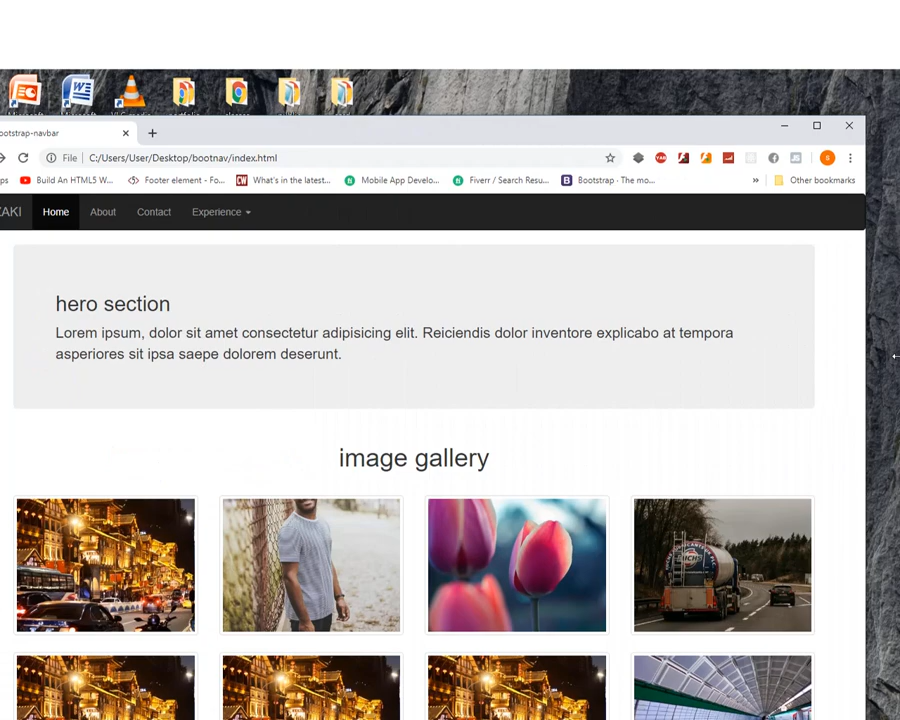 ootstrap-navbar
File
C:/Users/User/Desktop/bootnav/index.html
ps
Build An HTML5 W...
Footer element - Fo...
What's in the latest...
Mobile App Develo...
Fiverr / Search Resu...
Bootstrap · The mo...
»
Other bookmarks
ZAKI
Home
About
Contact
Experience
hero section
Lorem ipsum, dolor sit amet consectetur adipisicing elit. Reiciendis dolor inventore explicabo at tempora
asperiores sit ipsa saepe dolorem deserunt.
image gallery